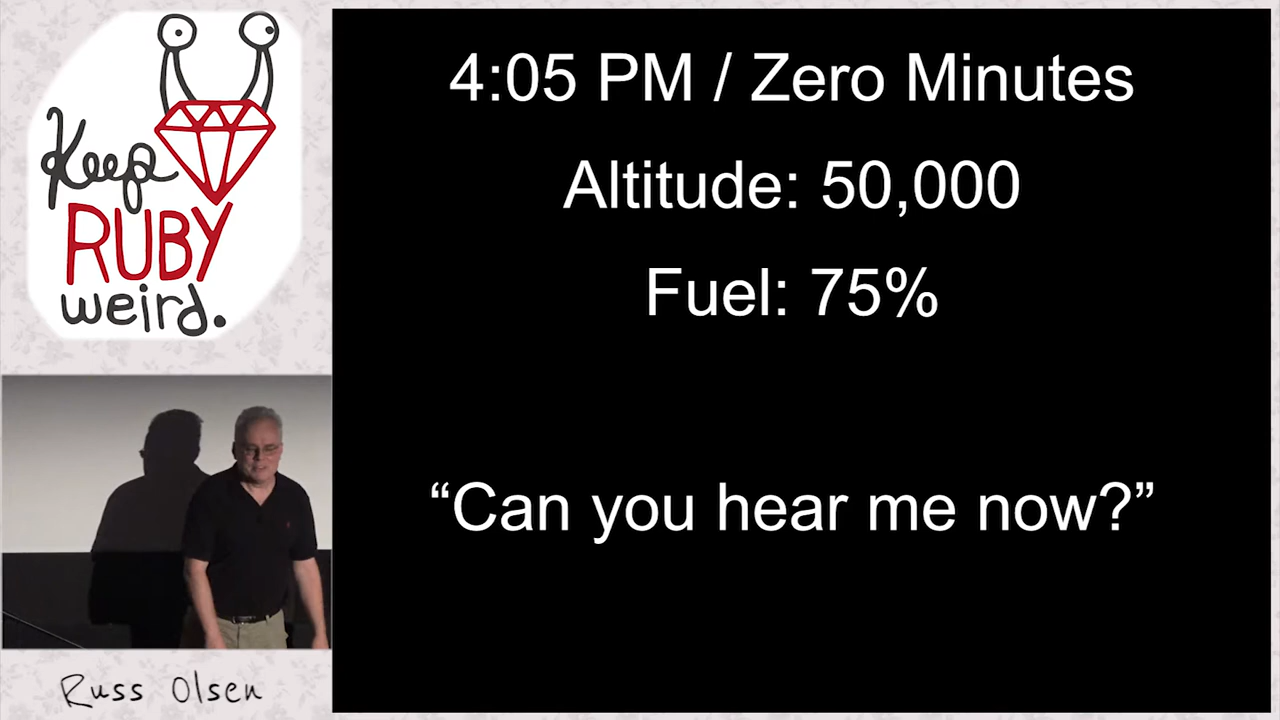 Keep
RUBY
weird.
Russ Olsen
4:05 PM / Zero Minutes
Altitude: 50,000
Fuel: 75%
“Can you hear me now?”